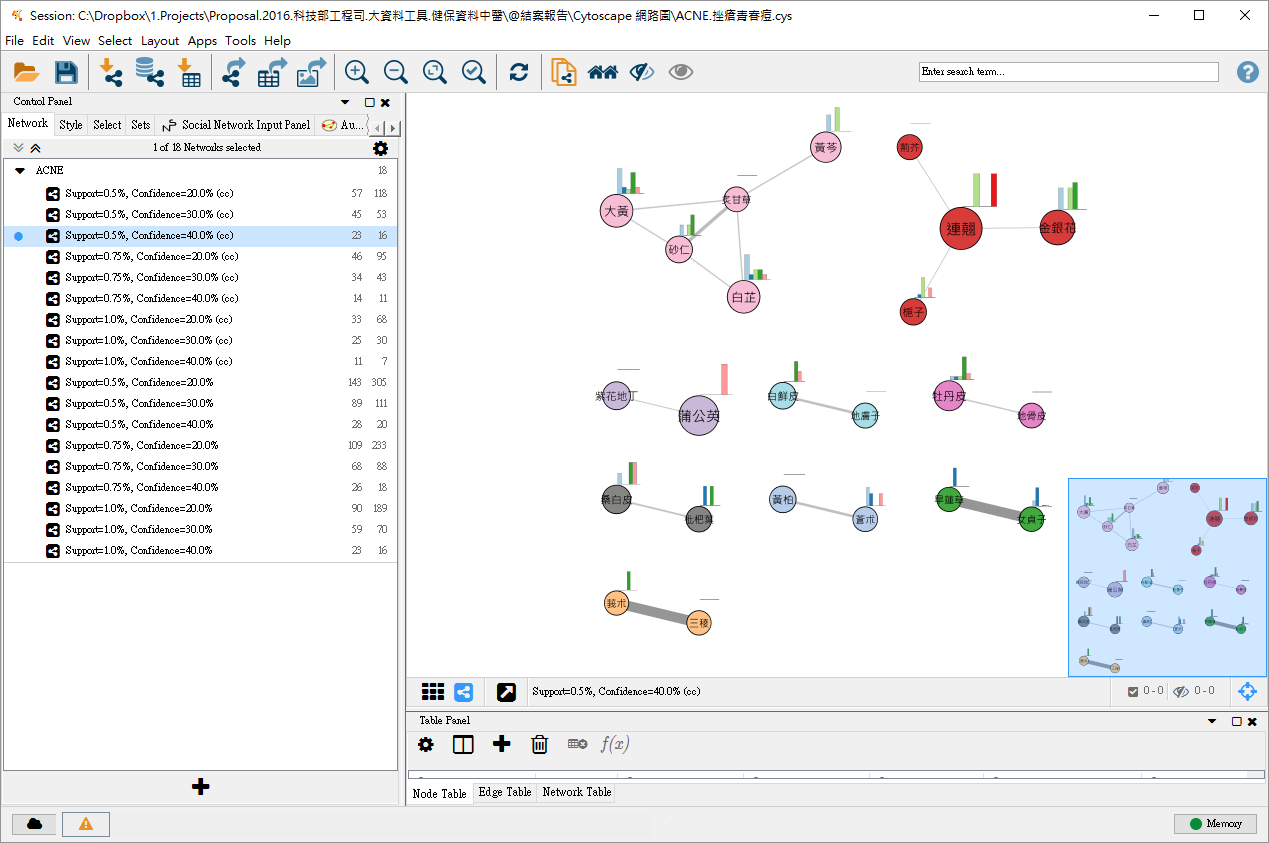 Session: C:\Dropbox\1.Projects\Proposal.2016.科技部工程司.大資料工具.健保資料中醫\@結案報告\Cytoscape 網路圖\ACNE.挫瘡青春痘.cys
File Edit View Select Layout Apps Tools Help
Enter search term...
Control Panel
Network Style Select Sets Social Network Input Panel Au...
1 of 18 Networks selected
ACNE 18
Support=0.5%, Confidence=20.0% (cc) 57 118
Support=0.5%, Confidence=30.0% (cc) 45 53
Support=0.5%, Confidence=40.0% (cc) 23 16
Support=0.75%, Confidence=20.0% (cc) 46 95
Support=0.75%, Confidence=30.0% (cc) 34 43
Support=0.75%, Confidence=40.0% (cc) 14 11
Support=1.0%, Confidence=20.0% (cc) 33 68
Support=1.0%, Confidence=30.0% (cc) 25 30
Support=1.0%, Confidence=40.0% (cc) 11 7
Support=0.5%, Confidence=20.0% 143 305
Support=0.5%, Confidence=30.0% 89 111
Support=0.5%, Confidence=40.0% 28 20
Support=0.75%, Confidence=20.0% 109 233
Support=0.75%, Confidence=30.0% 68 88
Support=0.75%, Confidence=40.0% 26 18
Support=1.0%, Confidence=20.0% 90 189
Support=1.0%, Confidence=30.0% 59 70
Support=1.0%, Confidence=40.0% 23 16
黃芩
荊芥
大黃
炙甘草
連翹
金銀花
砂仁
白芷
梔子
紫花地丁
蒲公英
白鮮皮
地膚子
牡丹皮
地骨皮
桑白皮
枇杷葉
黃柏
蒼朮
旱蓮草
女貞子
莪朮
三稜
Support=0.5%, Confidence=40.0% (cc)
0 - 0 0 - 0
Table Panel
f(x)
Node Table Edge Table Network Table
Memory